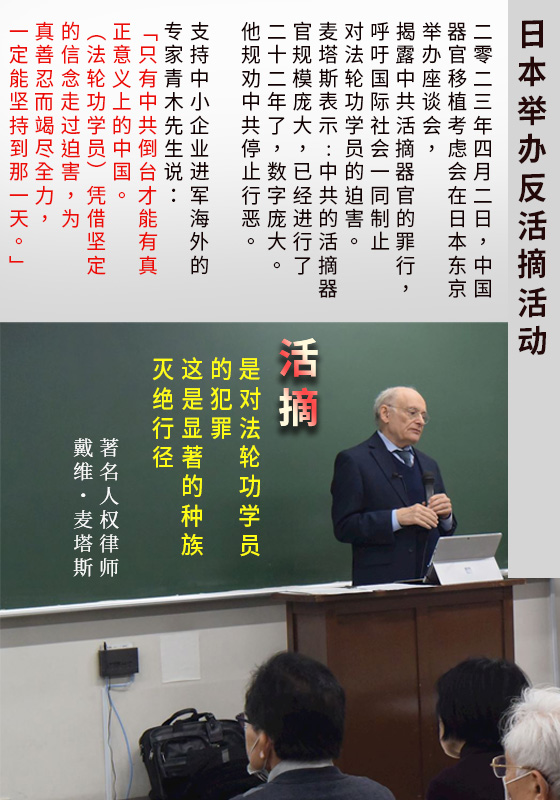 日本举办反活摘活动
二零二三年四月二日，中国
器官移植考虑会在日本东京
举办座谈会，
揭露中共活摘器官的罪行，
呼吁国际社会一同制止
对法轮功学员的迫害。
麦塔斯表示：中共的活摘器
官规模庞大，已经进行了
二十二年了，数字庞大。
他规劝中共停止行恶。
支持中小企业进军海外的
专家青木先生说：
「只有中共倒台才能有真
正意义上的中国。
（法轮功学员）凭借坚定
的信念走过迫害，为
真善忍而竭尽全力，
一定能坚持到那一天。」
活摘
是对法轮功学员
的犯罪
这是显著的种族
灭绝行径
著名人权律师
戴维·麦塔斯